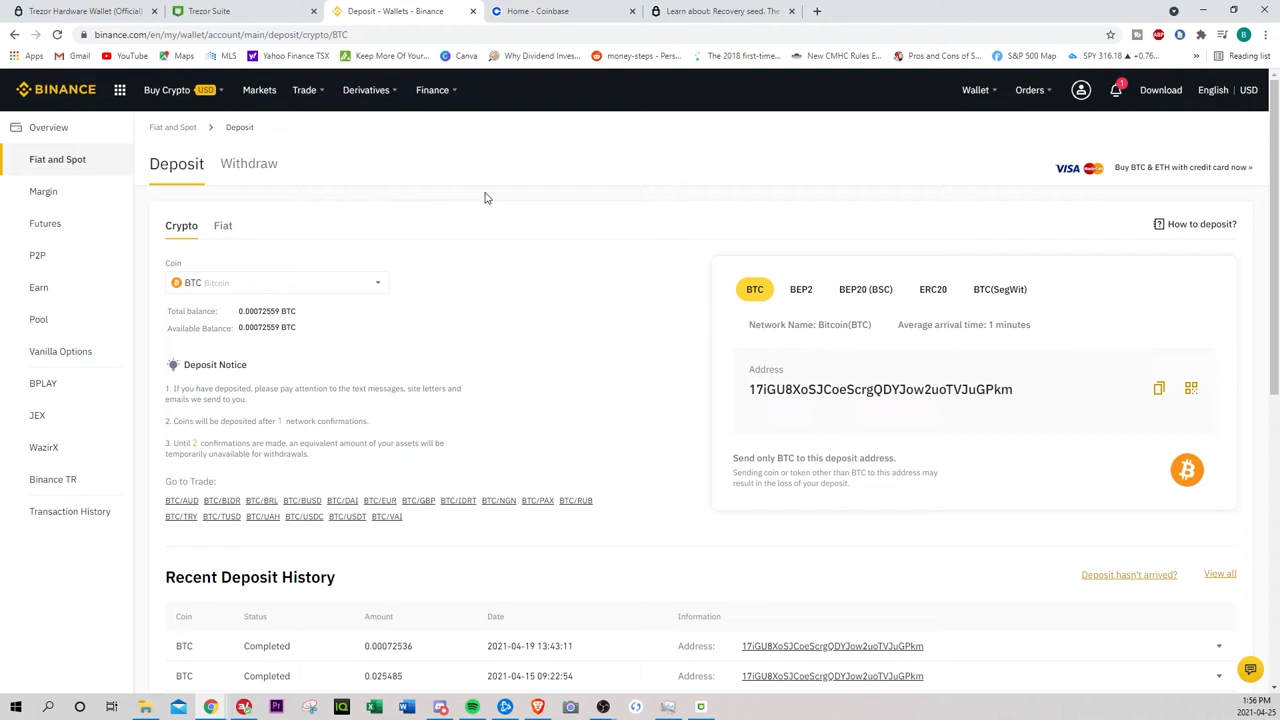 Trezor Hardware Wallet (Official)
Trezor Suite
Deposit - Wallets - Binance
Home - Coinbase
Learn about: Recovery seed. The
binance.com/en/my/wallet/account/main/deposit/crypto/BTC
Apps
Gmail
YouTube
Maps
MLS
Yahoo Finance TSX
Keep More Of Your...
Canva
Why Dividend Inves...
money-steps - Pers...
The 2018 first-time...
New CMHC Rules E...
Pros and Cons of S...
S&P 500 Map
SPY 316.18 ▲ +0.76...
»
Reading list
BINANCE
Buy Crypto USD
Markets
Trade
Derivatives
Finance
Wallet
Orders
1
Download
English | USD
Overview
Fiat and Spot
Margin
Futures
P2P
Earn
Pool
Vanilla Options
BPLAY
JEX
WazirX
Binance TR
Transaction History
Fiat and Spot > Deposit
Deposit
Withdraw
VISA
Buy BTC & ETH with credit card now »
Crypto
Fiat
How to deposit?
Coin
BTC Bitcoin
Total balance: 0.00072559 BTC
Available Balance: 0.00072559 BTC
Deposit Notice
1. If you have deposited, please pay attention to the text messages, site letters and
emails we send to you.
2. Coins will be deposited after 1 network confirmations.
3. Until 2 confirmations are made, an equivalent amount of your assets will be
temporarily unavailable for withdrawals.
Go to Trade:
BTC/AUD BTC/BIDR BTC/BRL BTC/BUSD BTC/DAI BTC/EUR BTC/GBP BTC/IDRT BTC/NGN BTC/PAX BTC/RUB
BTC/TRY BTC/TUSD BTC/UAH BTC/USDC BTC/USDT BTC/VAI
BTC
BEP2
BEP20 (BSC)
ERC20
BTC(SegWit)
Network Name: Bitcoin(BTC)
Average arrival time: 1 minutes
Address
17iGU8XoSJCoeScrgQDYJow2uoTVJuGPkm
Send only BTC to this deposit address.
Sending coin or token other than BTC to this address may
result in the loss of your deposit.
Recent Deposit History
Deposit hasn't arrived?
View all
Coin Status Amount Date Information
BTC Completed 0.00072536 2021-04-19 13:43:11 Address: 17iGU8XoSJCoeScrgQDYJow2uoTVJuGPkm
BTC Completed 0.025485 2021-04-15 09:22:54 Address: 17iGU8XoSJCoeScrgQDYJow2uoTVJuGPkm
1:56 PM
2021-04-25